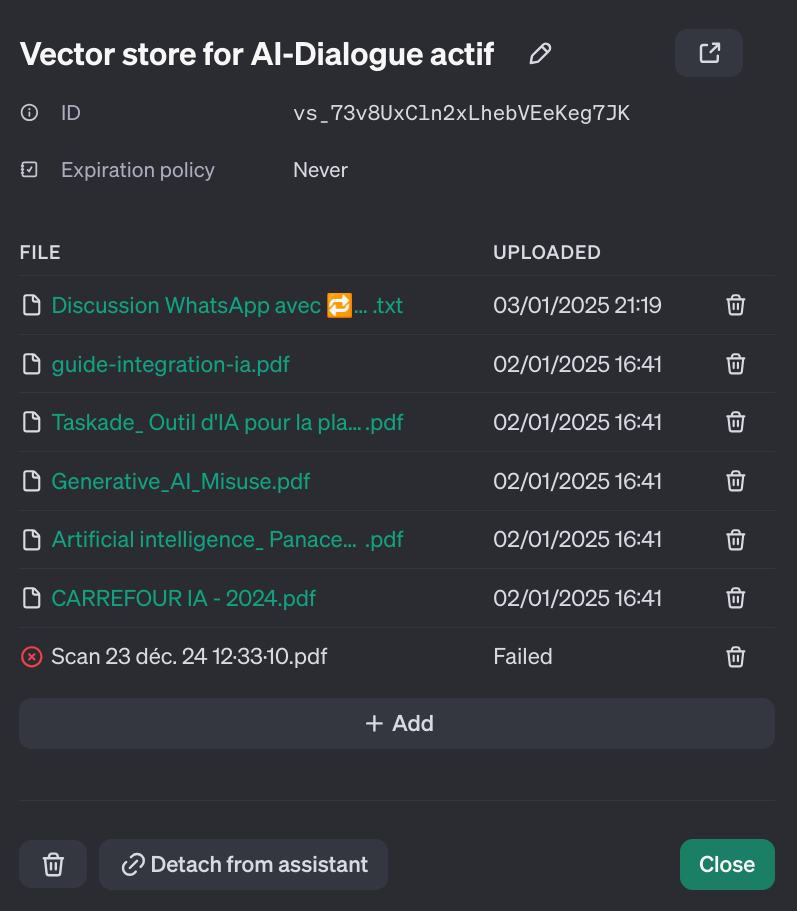 Vector store for AI-Dialogue actif
ID vs_73v8UxCln2xLhebVEeKeg7JK
Expiration policy Never
FILE UPLOADED
Discussion WhatsApp avec 🔁... .txt 03/01/2025 21:19
guide-integration-ia.pdf 02/01/2025 16:41
Taskade_ Outil d'IA pour la pla... .pdf 02/01/2025 16:41
Generative_AI_Misuse.pdf 02/01/2025 16:41
Artificial intelligence_ Panace... .pdf 02/01/2025 16:41
CARREFOUR IA - 2024.pdf 02/01/2025 16:41
Scan 23 déc. 24 12·33·10.pdf Failed
+ Add
Detach from assistant Close